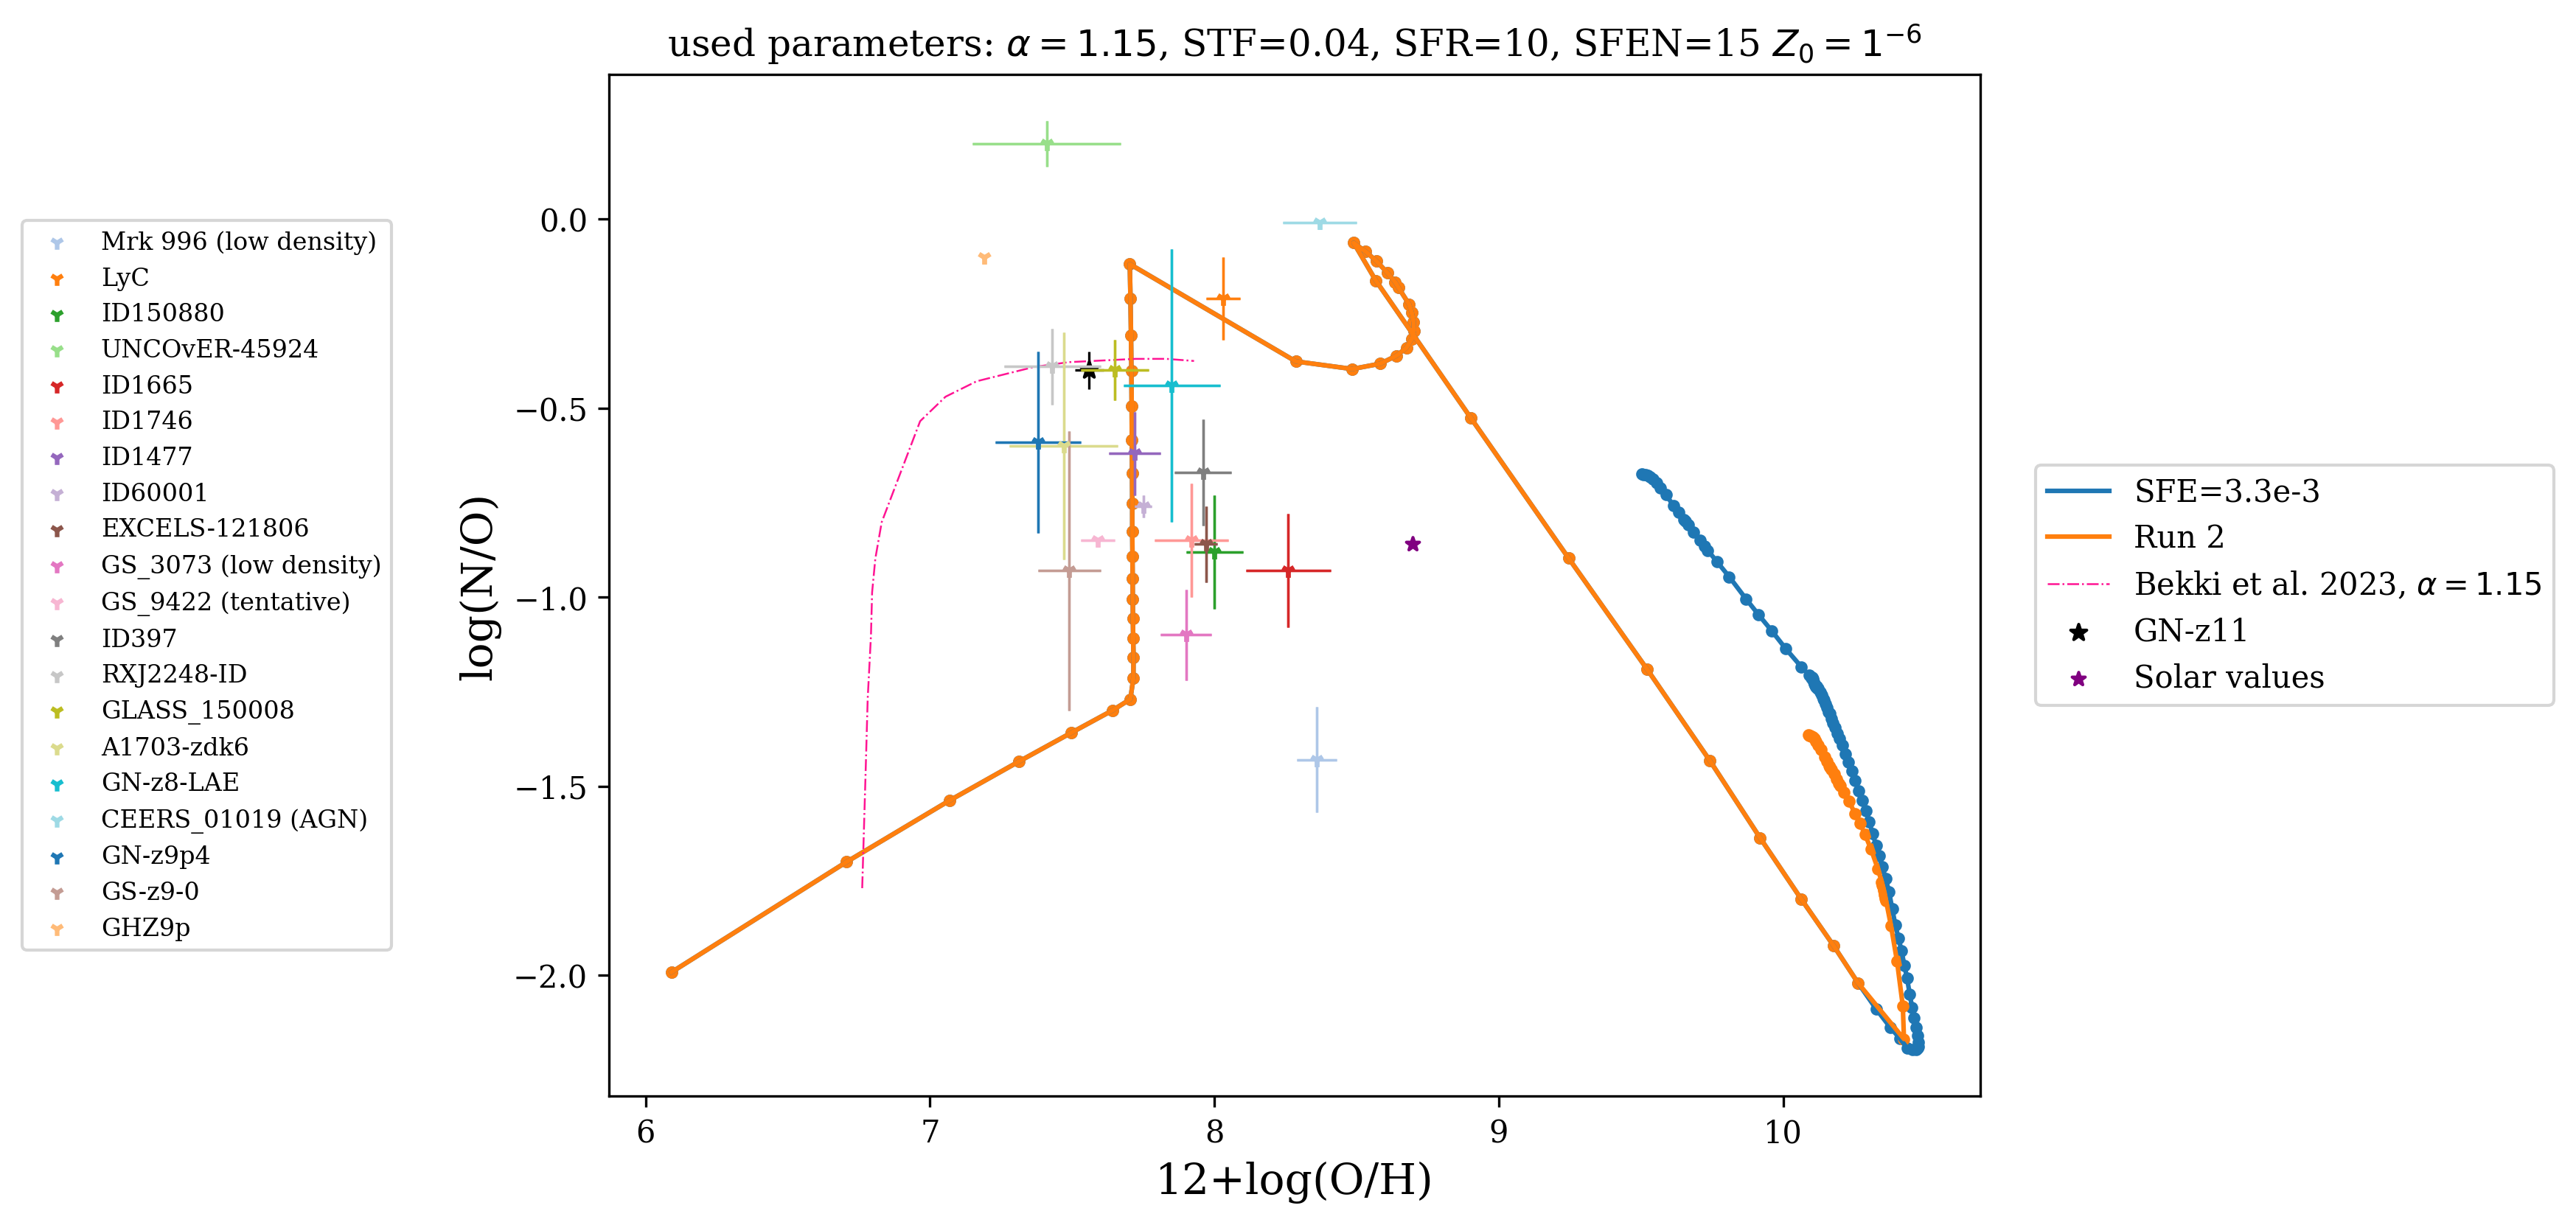 used parameters: α = 1.15, STF=0.04, SFR=10, SFEN=15 Z₀ = 1⁻⁶
Mrk 996 (low density)
LyC
ID150880
UNCOvER-45924
ID1665
ID1746
ID1477
ID60001
EXCELS-121806
GS_3073 (low density)
GS_9422 (tentative)
ID397
RXJ2248-ID
GLASS_150008
A1703-zdk6
GN-z8-LAE
CEERS_01019 (AGN)
GN-z9p4
GS-z9-0
GHZ9p
log(N/O)
0.0
−0.5
−1.0
−1.5
−2.0
6 7 8 9 10
12+log(O/H)
SFE=3.3e-3
Run 2
Bekki et al. 2023, α = 1.15
GN-z11
Solar values